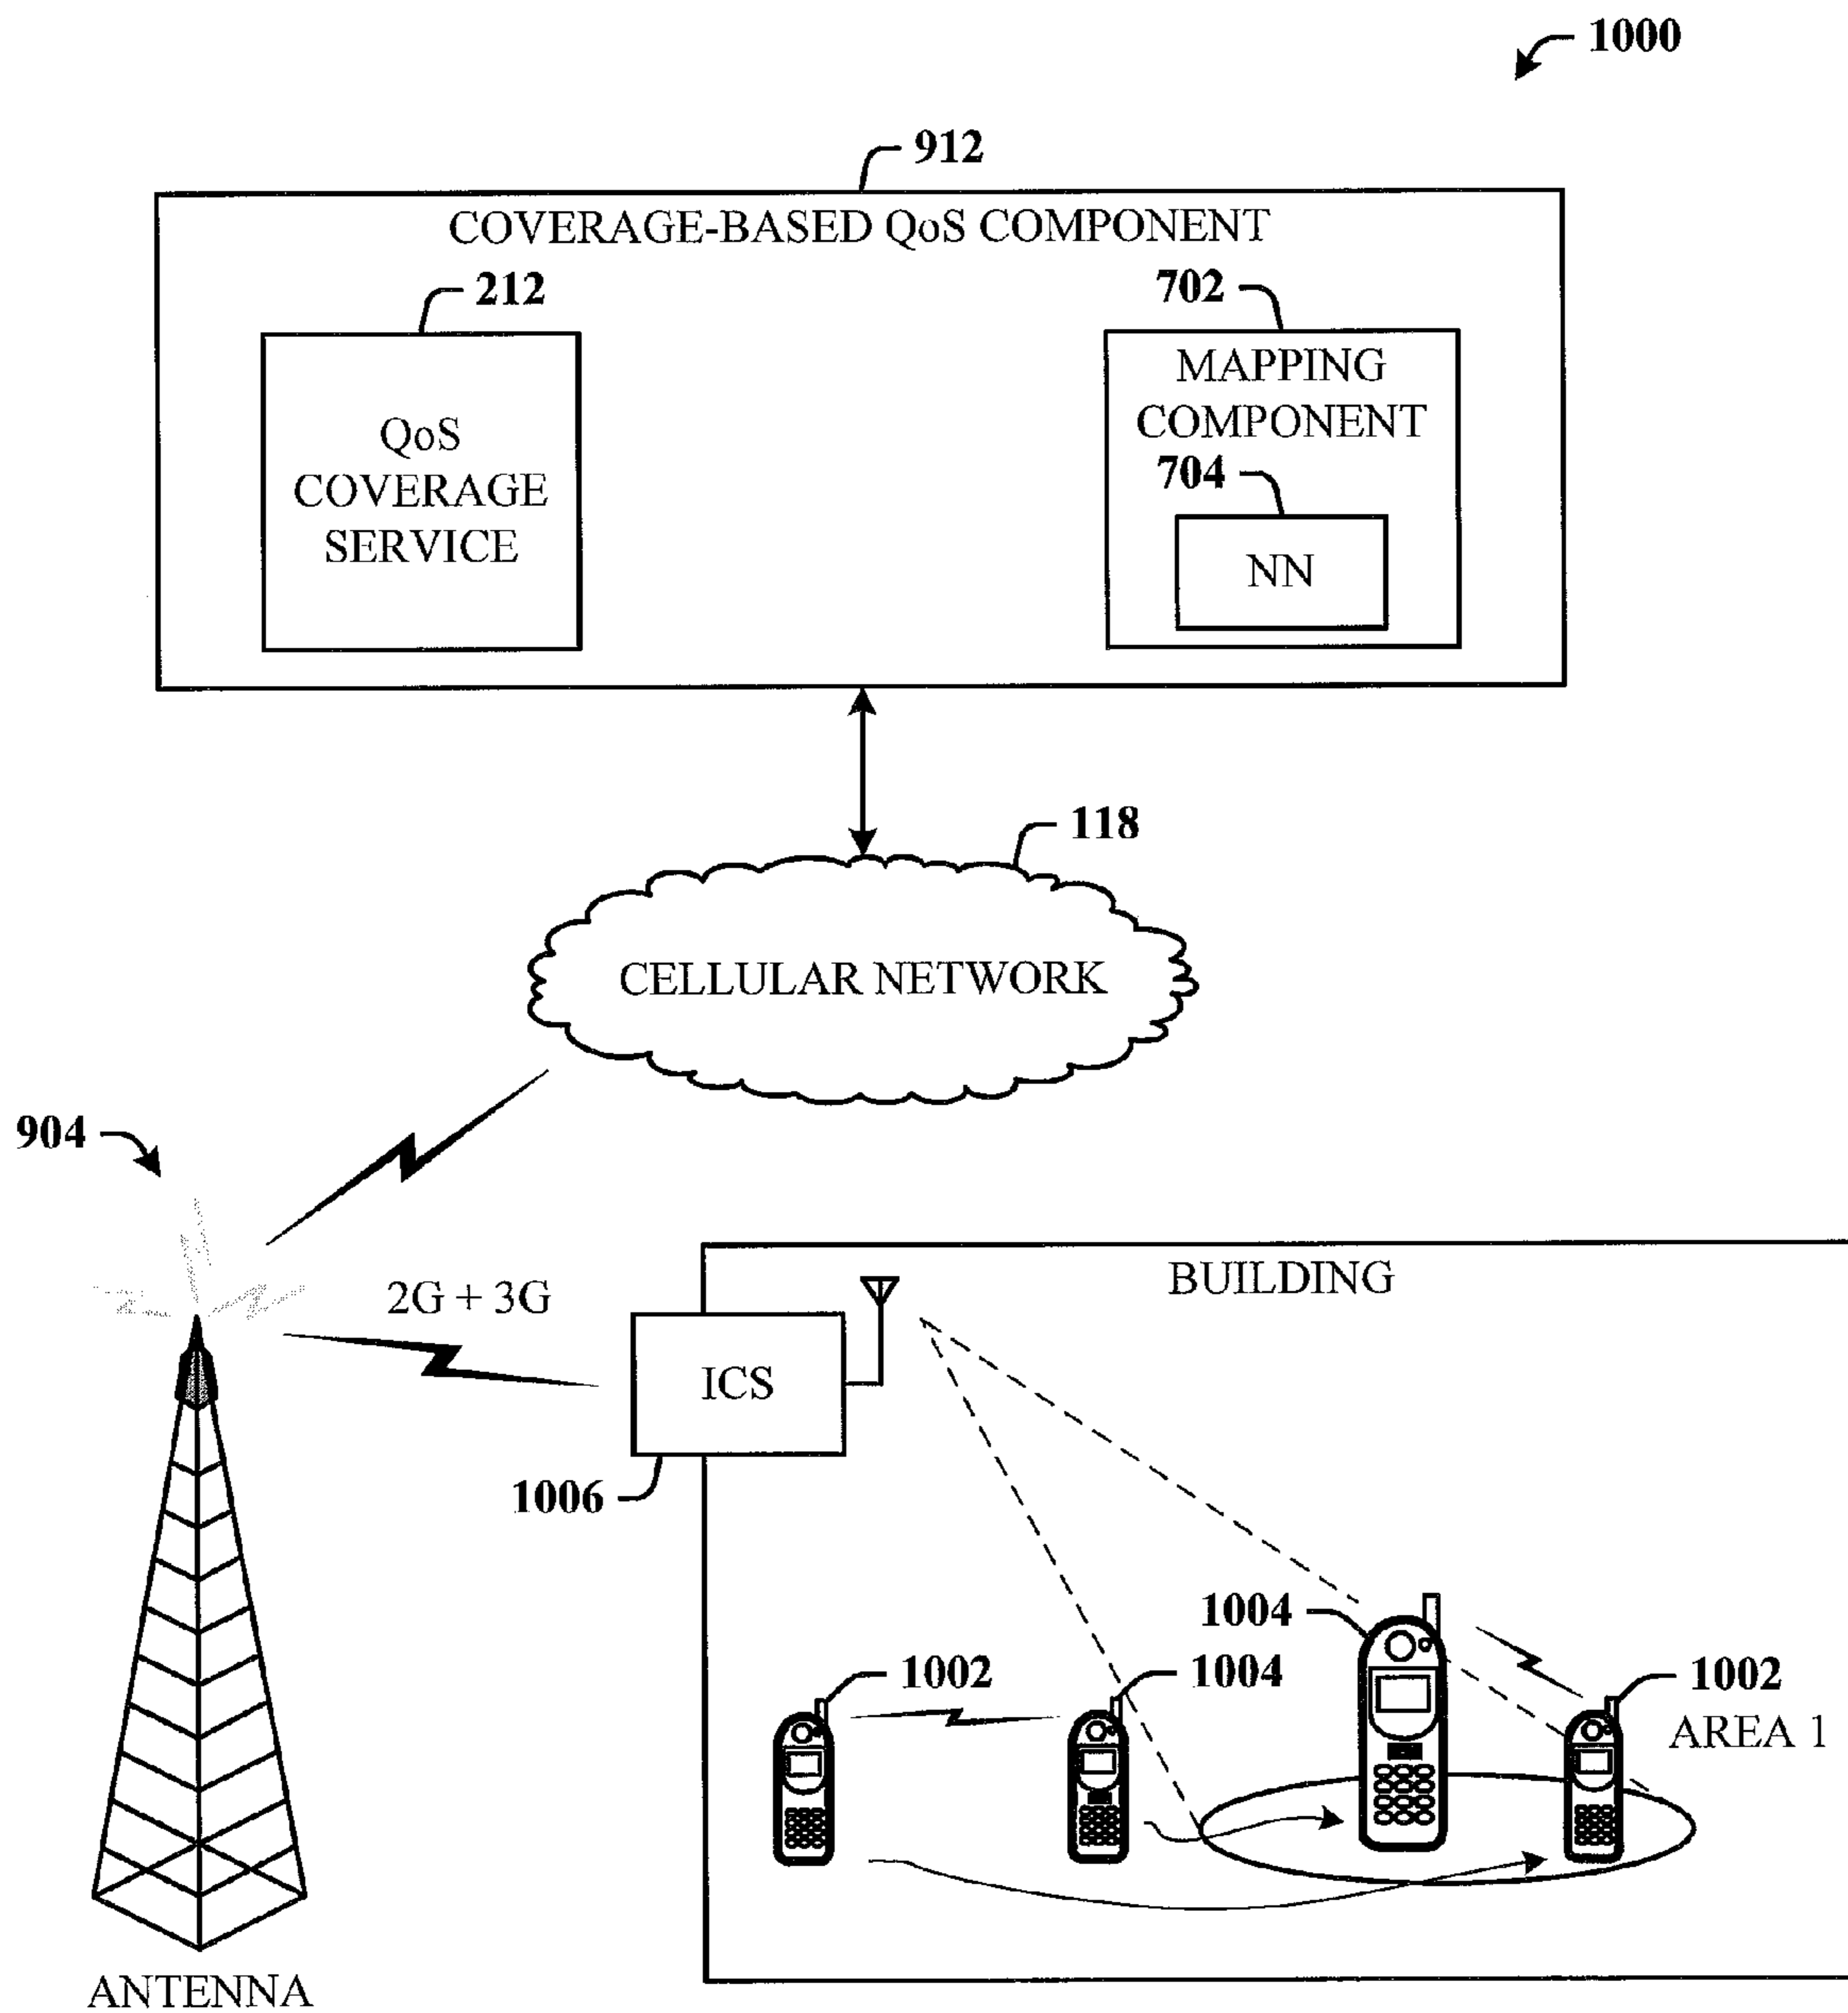 1000
912
COVERAGE-BASED QoS COMPONENT
212
702
QoS
COVERAGE
SERVICE
MAPPING
COMPONENT
704
NN
118
CELLULAR NETWORK
904
2G + 3G
BUILDING
ICS
1006
1004
1002
1004
1002
AREA 1
ANTENNA